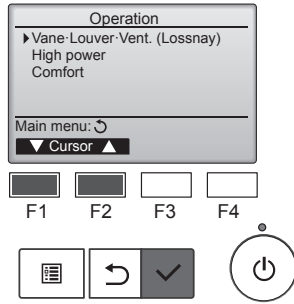 Operation
Vane·Louver·Vent. (Lossnay)
High power
Comfort
Main menu:
Cursor
F1 F2 F3 F4